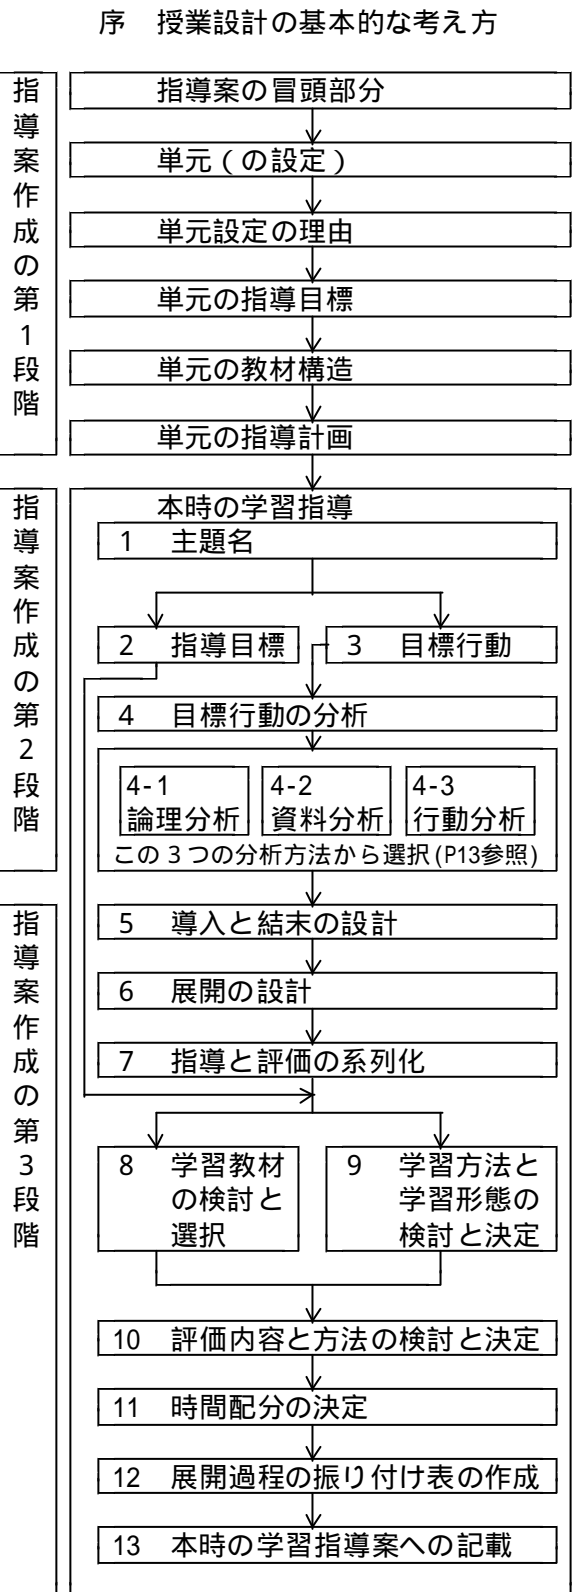 序　授業設計の基本的な考え方
指導案作成の第1段階
指導案の冒頭部分
単元(の設定)
単元設定の理由
単元の指導目標
単元の教材構造
単元の指導計画
指導案作成の第2段階
本時の学習指導
1　主題名
2　指導目標
3　目標行動
4　目標行動の分析
4-1
論理分析
4-2
資料分析
4-3
行動分析
この３つの分析方法から選択(P13参照)
指導案作成の第3段階
5　導入と結末の設計
6　展開の設計
7　指導と評価の系列化
8　学習教材
の検討と
選択
9　学習方法と
学習形態の
検討と決定
10　評価内容と方法の検討と決定
11　時間配分の決定
12　展開過程の振り付け表の作成
13　本時の学習指導案への記載